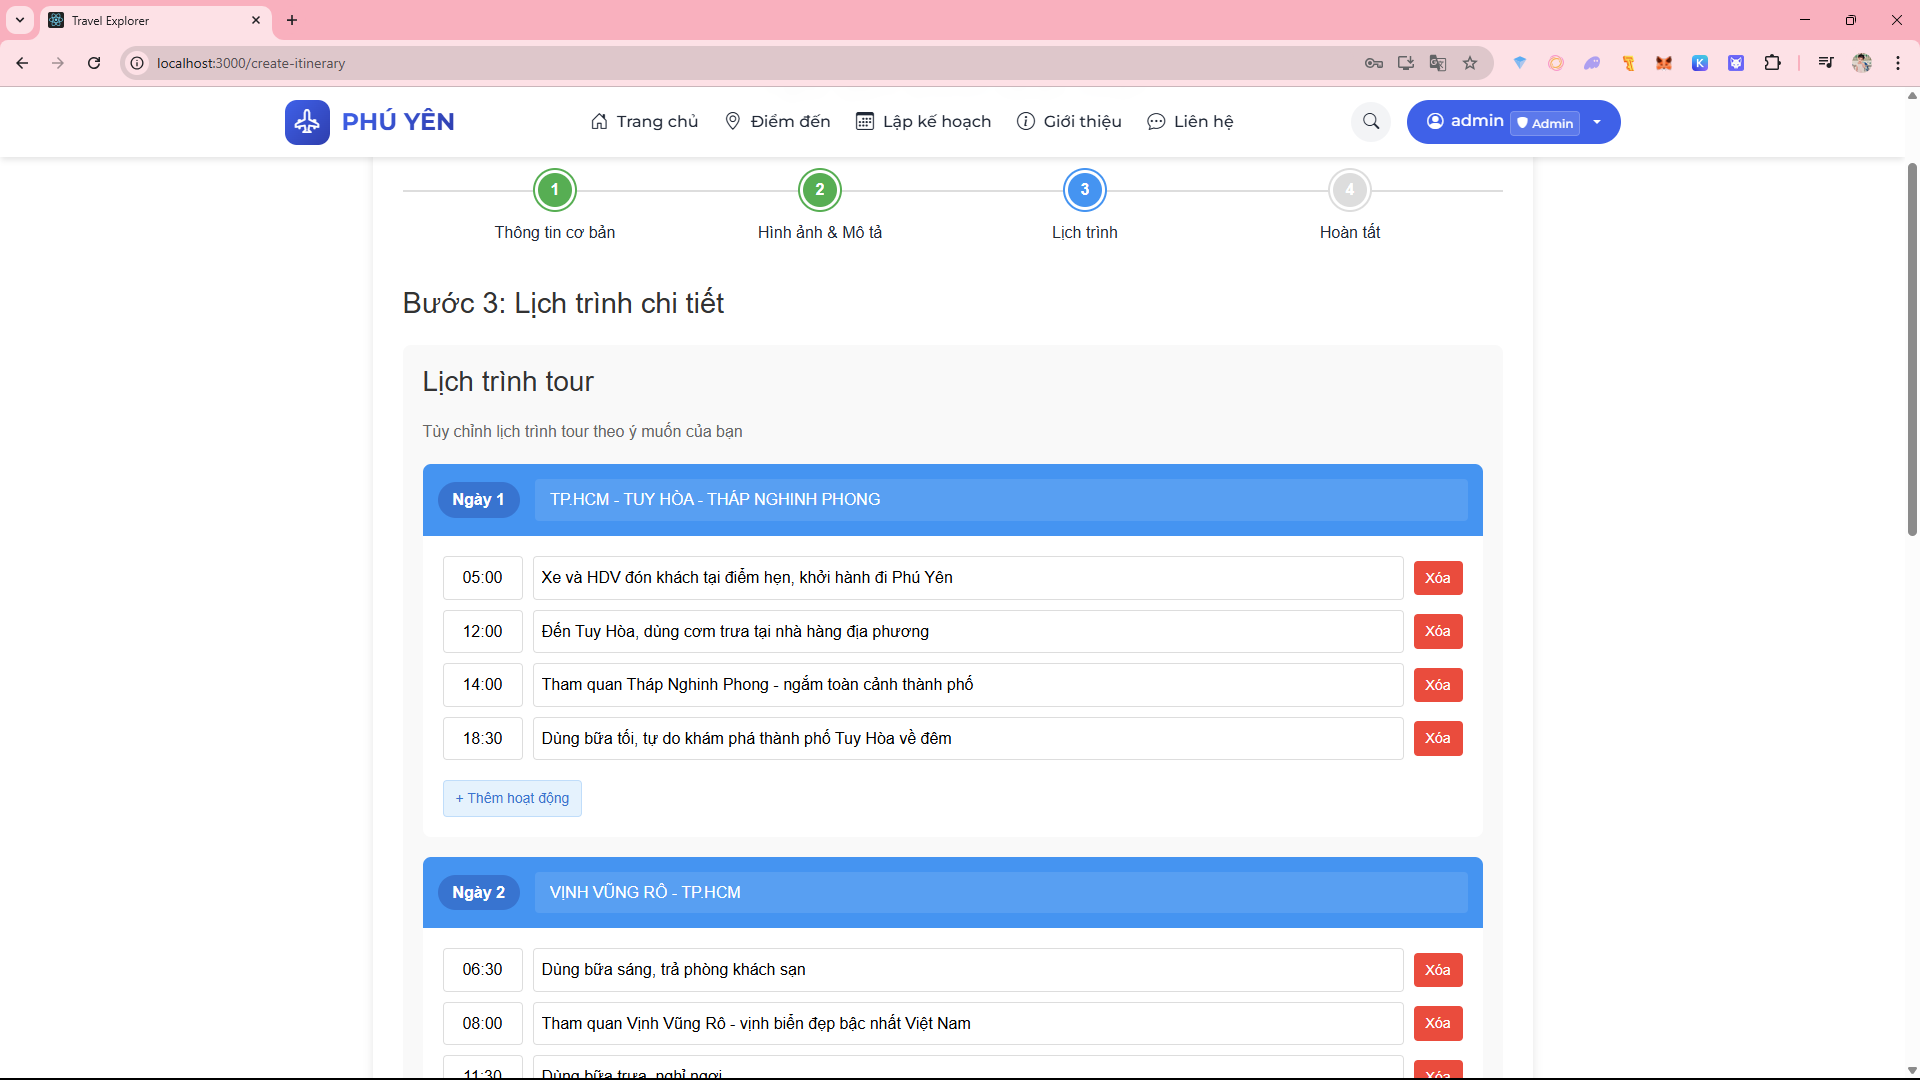 Travel Explorer
localhost:3000/create-itinerary
PHÚ YÊN
Trang chủ
Điểm đến
Lập kế hoạch
Giới thiệu
Liên hệ
admin
Admin
1
2
3
4
Thông tin cơ bản
Hình ảnh & Mô tả
Lịch trình
Hoàn tất
Bước 3: Lịch trình chi tiết
Lịch trình tour
Tùy chỉnh lịch trình tour theo ý muốn của bạn
Ngày 1 TP.HCM - TUY HÒA - THÁP NGHINH PHONG
05:00 Xe và HDV đón khách tại điểm hẹn, khởi hành đi Phú Yên Xóa
12:00 Đến Tuy Hòa, dùng cơm trưa tại nhà hàng địa phương Xóa
14:00 Tham quan Tháp Nghinh Phong - ngắm toàn cảnh thành phố Xóa
18:30 Dùng bữa tối, tự do khám phá thành phố Tuy Hòa về đêm Xóa
+ Thêm hoạt động
Ngày 2 VỊNH VŨNG RÔ - TP.HCM
06:30 Dùng bữa sáng, trả phòng khách sạn Xóa
08:00 Tham quan Vịnh Vũng Rô - vịnh biển đẹp bậc nhất Việt Nam Xóa
11:30 Dùng bữa trưa, nghỉ ngơi Xóa